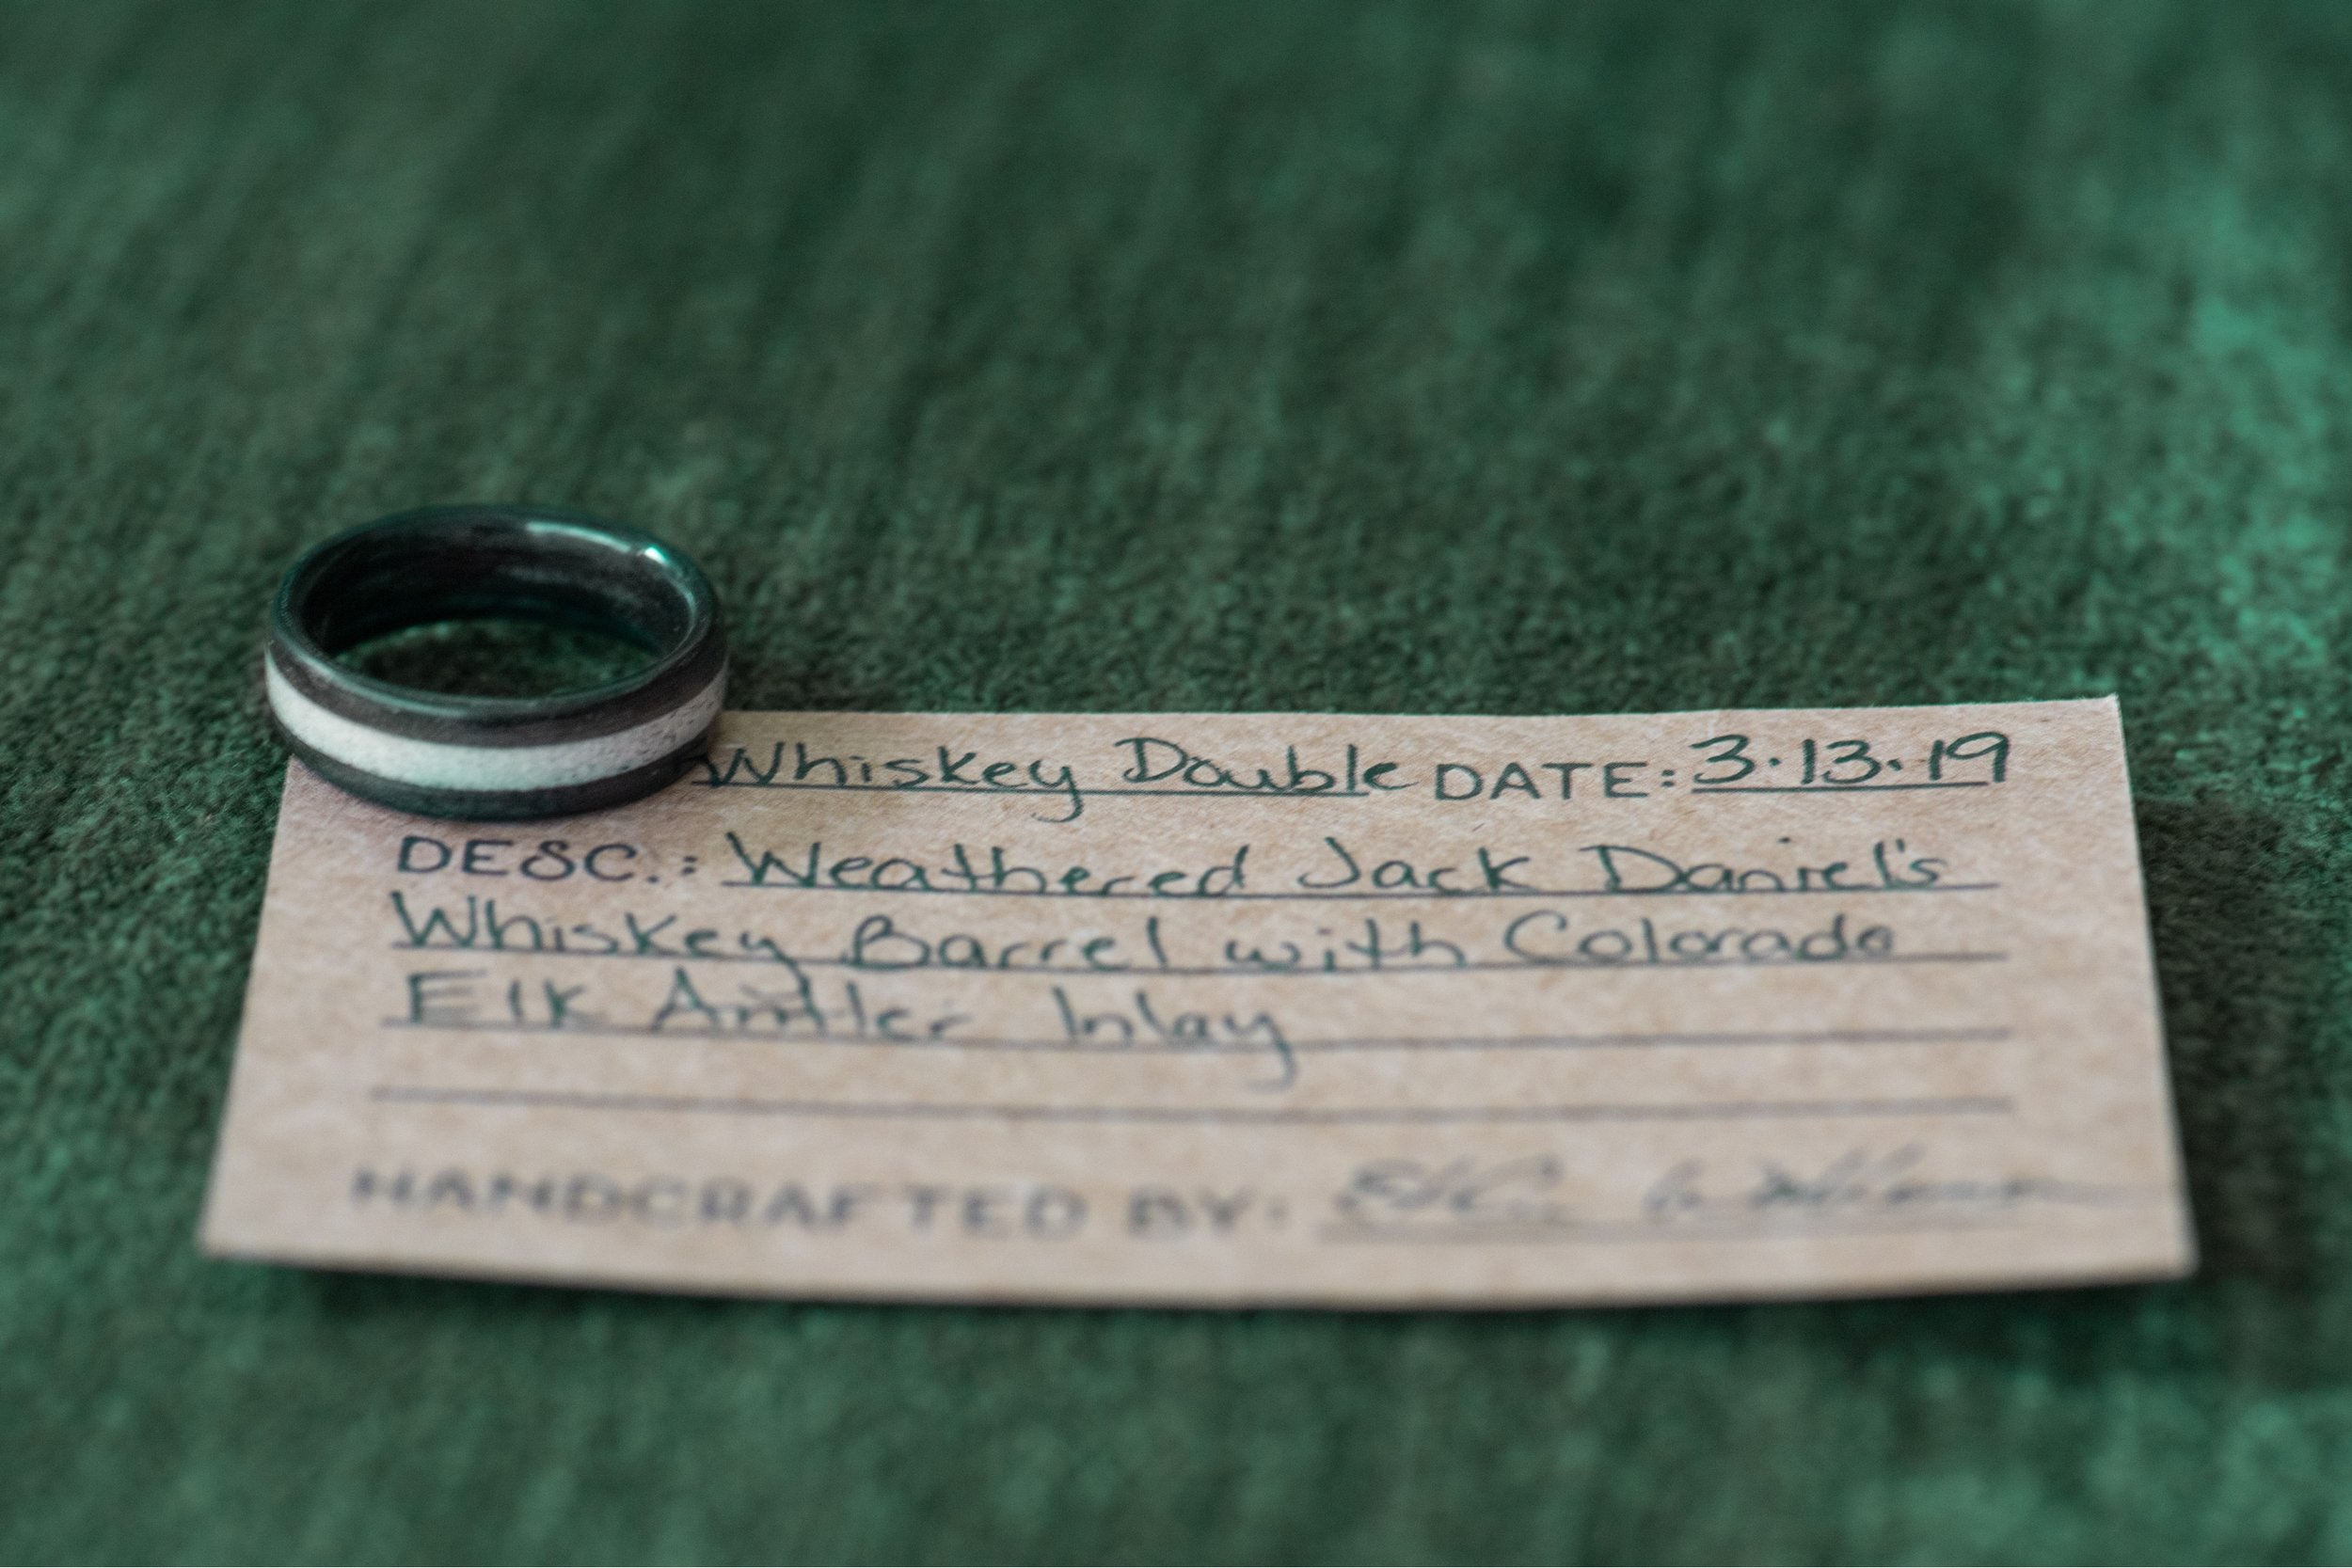 Whiskey Double DATE: 3.13.19
DESC.: Weathered Jack Daniel's
Whiskey Barrel with Colorado
Elk Antler Inlay
HANDCRAFTED BY: